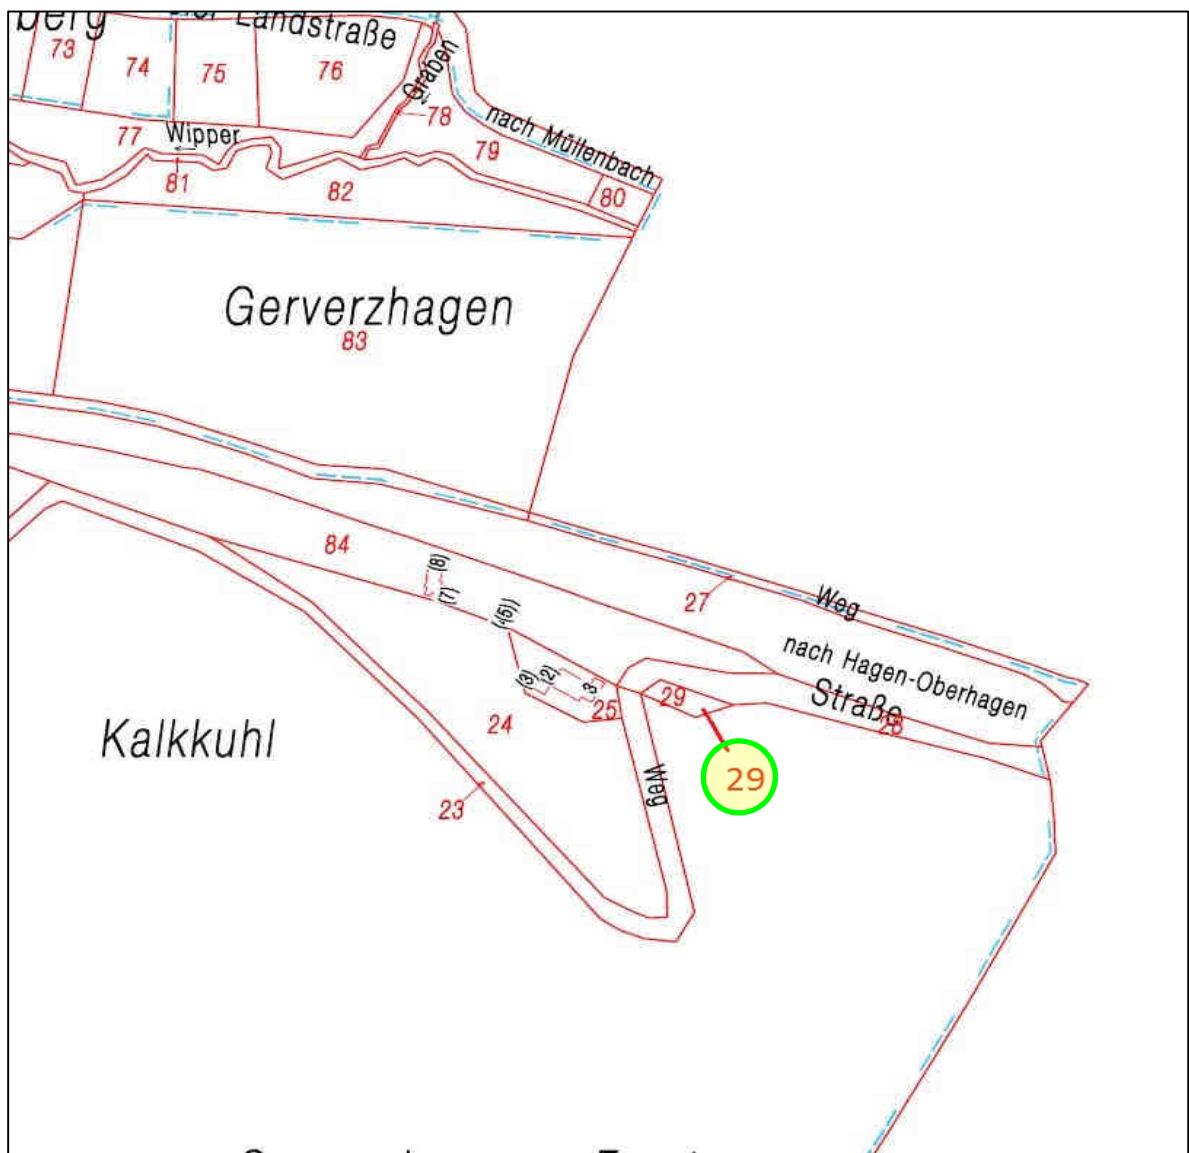 berg
Landstraße
73
74
75
76
Graben
78
nach Müllenbach
77
Wipper
79
81
82
80
Gerverzhagen
83
84
(8)
(7)
27
Weg
nach Hagen-Oberhagen
Straße
28
(3)
(2)
3
25
29
24
Kalkkuhl
Weg
29
23